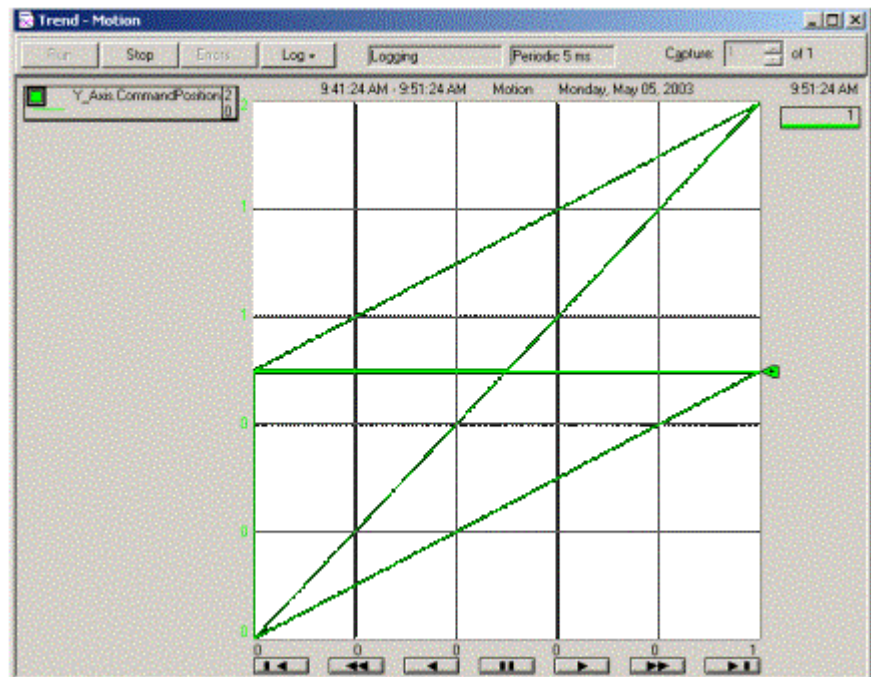 Trend - Motion
Run Stop Errors Log Logging Periodic 5 ms Capture: 1 of 1
Y_Axis.CommandPosition 2
0
9:41:24 AM - 9:51:24 AM Motion Monday, May 05, 2003 9:51:24 AM
1
2
1
1
0
0
0
0 0 0 0 0 1